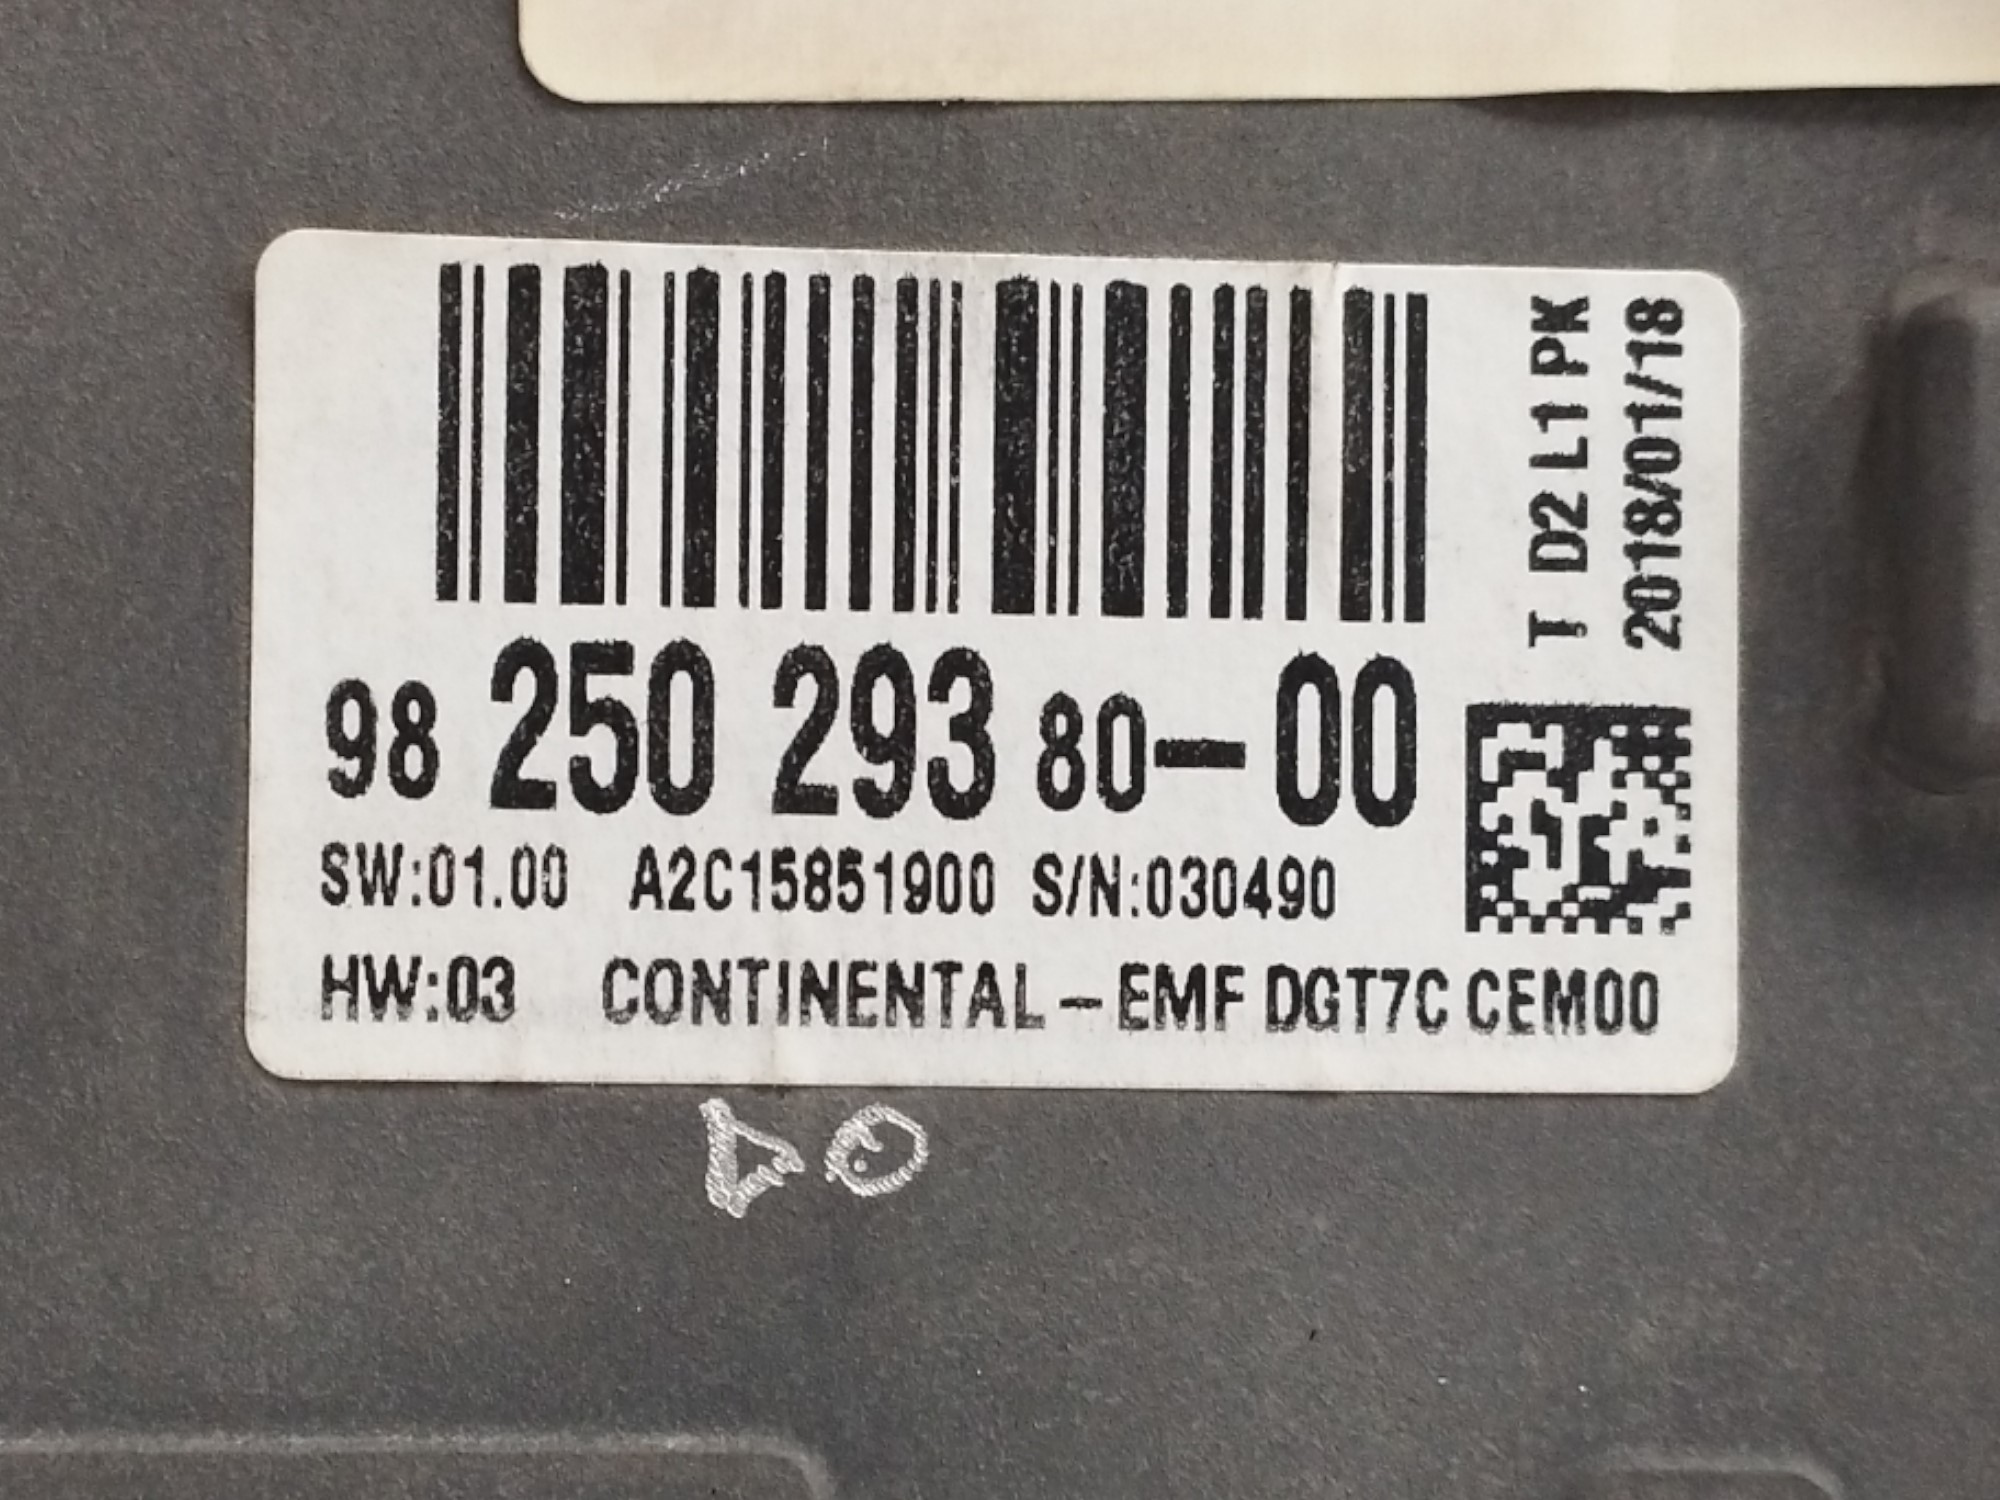 98 250 293 80-00
SW:01.00 A2C15851900 S/N:030490
HW:03 CONTINENTAL-EMF DGT7C CEM00
T D2 L1 PK
2018/01/18